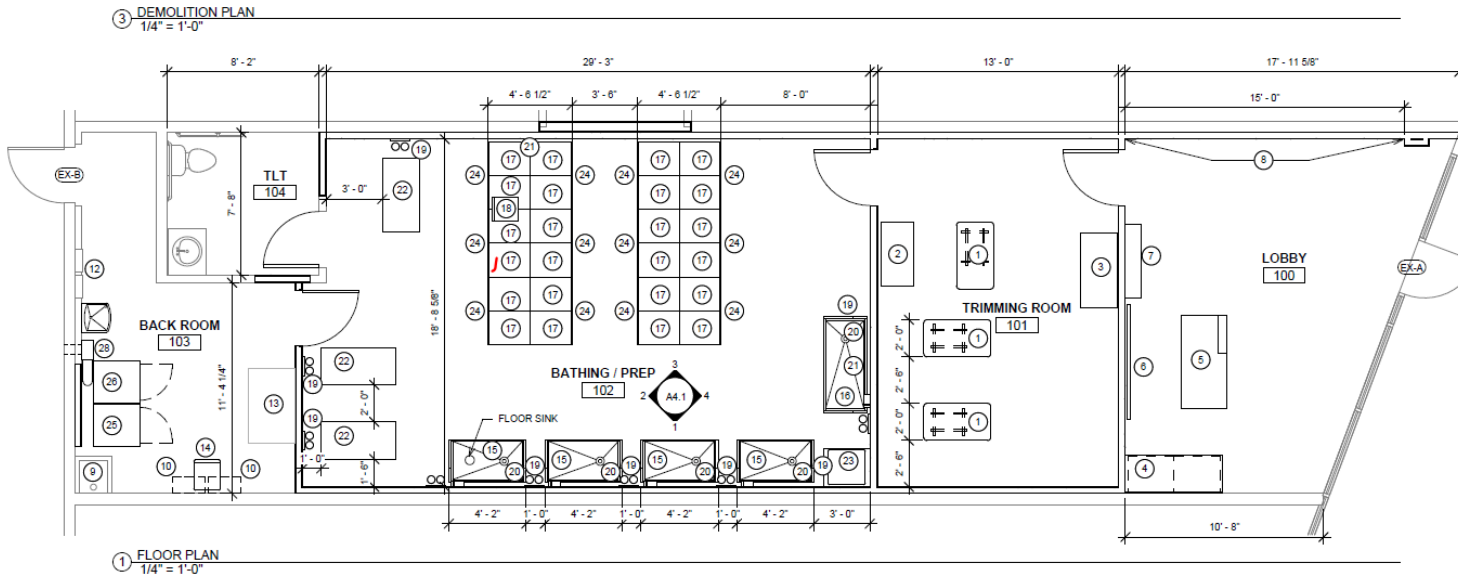 3 DEMOLITION PLAN
1/4" = 1'-0"
8' - 2" 29' - 3" 13' - 0" 17' - 11 5/8"
4' - 6 1/2" 3' - 6" 4' - 6 1/2" 8' - 0" 15' - 0"
EX-B TLT 104 7' - 8" 3' - 0" 19 22 21 8
17 17 17 17
24 24 24 24
17 17 17 17
18
17 17 17 17
24 24 24 24
17 17 17 17
17 17 17 17
24 24 24 24
17 17 17 17
2 1 3 7
LOBBY
100
EX-A
12
BACK ROOM
103
18' - 8 5/8"
11' - 4 1/4"
TRIMMING ROOM
101
19
20
21
16
2' - 0" 1
2' - 6"
2' - 0" 1
2' - 6"
6 5
28
26
25
13
22
19
2' - 0"
19
22
1' - 0" 1' - 6"
BATHING / PREP
102
3
2 A4.1 4
1
FLOOR SINK
9 10 14 10
15 20 19 15 20 19 15 20 19 15 20 19 23
4
4' - 2" 1' - 0" 4' - 2" 1' - 0" 4' - 2" 1' - 0" 4' - 2" 3' - 0" 10' - 8"
1 FLOOR PLAN
1/4" = 1'-0"